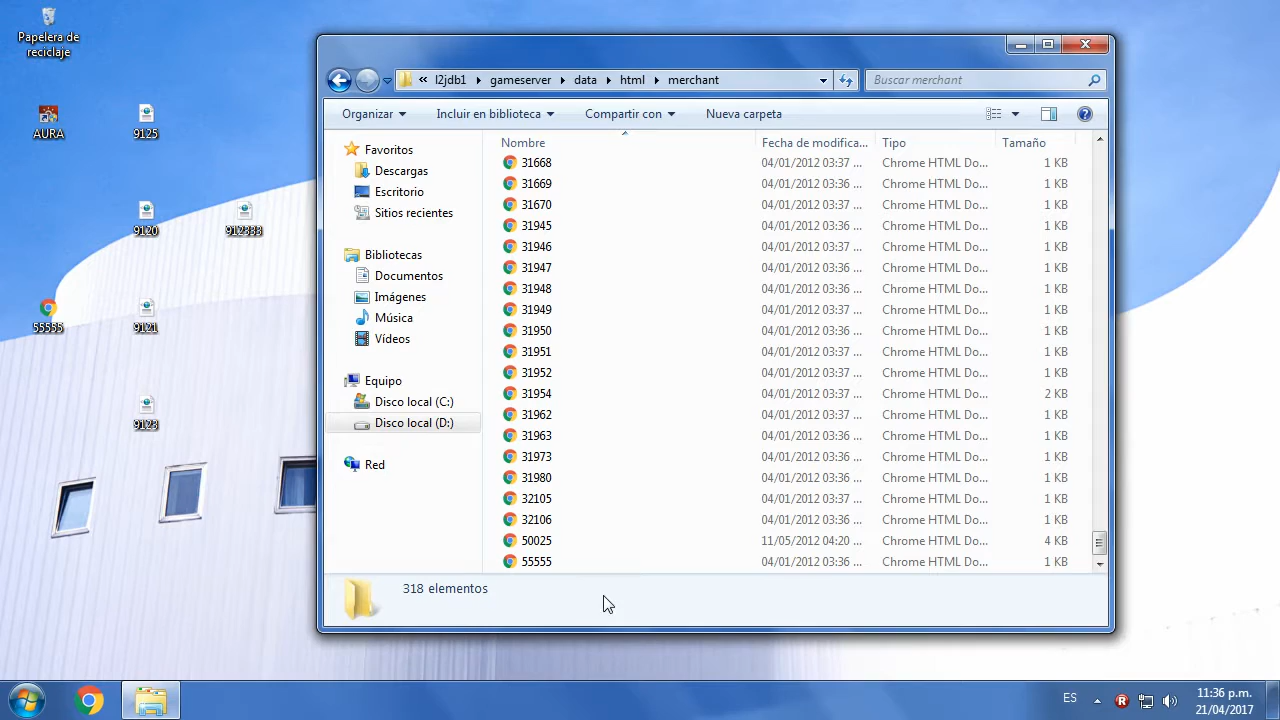 Papelera de
reciclaje
AURA
9125
9120
912333
55555
9121
9123
« l2jdb1 gameserver data html merchant
Buscar merchant
Organizar Incluir en biblioteca Compartir con Nueva carpeta
Favoritos
Descargas
Escritorio
Sitios recientes
Bibliotecas
Documentos
Imágenes
Música
Vídeos
Equipo
Disco local (C:)
Disco local (D:)
Red
Nombre Fecha de modifica... Tipo Tamaño
31668 04/01/2012 03:37 ... Chrome HTML Do... 1 KB
31669 04/01/2012 03:36 ... Chrome HTML Do... 1 KB
31670 04/01/2012 03:37 ... Chrome HTML Do... 1 KB
31945 04/01/2012 03:36 ... Chrome HTML Do... 1 KB
31946 04/01/2012 03:37 ... Chrome HTML Do... 1 KB
31947 04/01/2012 03:36 ... Chrome HTML Do... 1 KB
31948 04/01/2012 03:36 ... Chrome HTML Do... 1 KB
31949 04/01/2012 03:37 ... Chrome HTML Do... 1 KB
31950 04/01/2012 03:36 ... Chrome HTML Do... 1 KB
31951 04/01/2012 03:37 ... Chrome HTML Do... 1 KB
31952 04/01/2012 03:37 ... Chrome HTML Do... 1 KB
31954 04/01/2012 03:37 ... Chrome HTML Do... 2 KB
31962 04/01/2012 03:36 ... Chrome HTML Do... 1 KB
31963 04/01/2012 03:36 ... Chrome HTML Do... 1 KB
31973 04/01/2012 03:36 ... Chrome HTML Do... 1 KB
31980 04/01/2012 03:36 ... Chrome HTML Do... 1 KB
32105 04/01/2012 03:37 ... Chrome HTML Do... 1 KB
32106 04/01/2012 03:36 ... Chrome HTML Do... 1 KB
50025 11/05/2012 04:20 ... Chrome HTML Do... 4 KB
55555 04/01/2012 03:36 ... Chrome HTML Do... 1 KB
318 elementos
ES
R
11:36 p.m.
21/04/2017